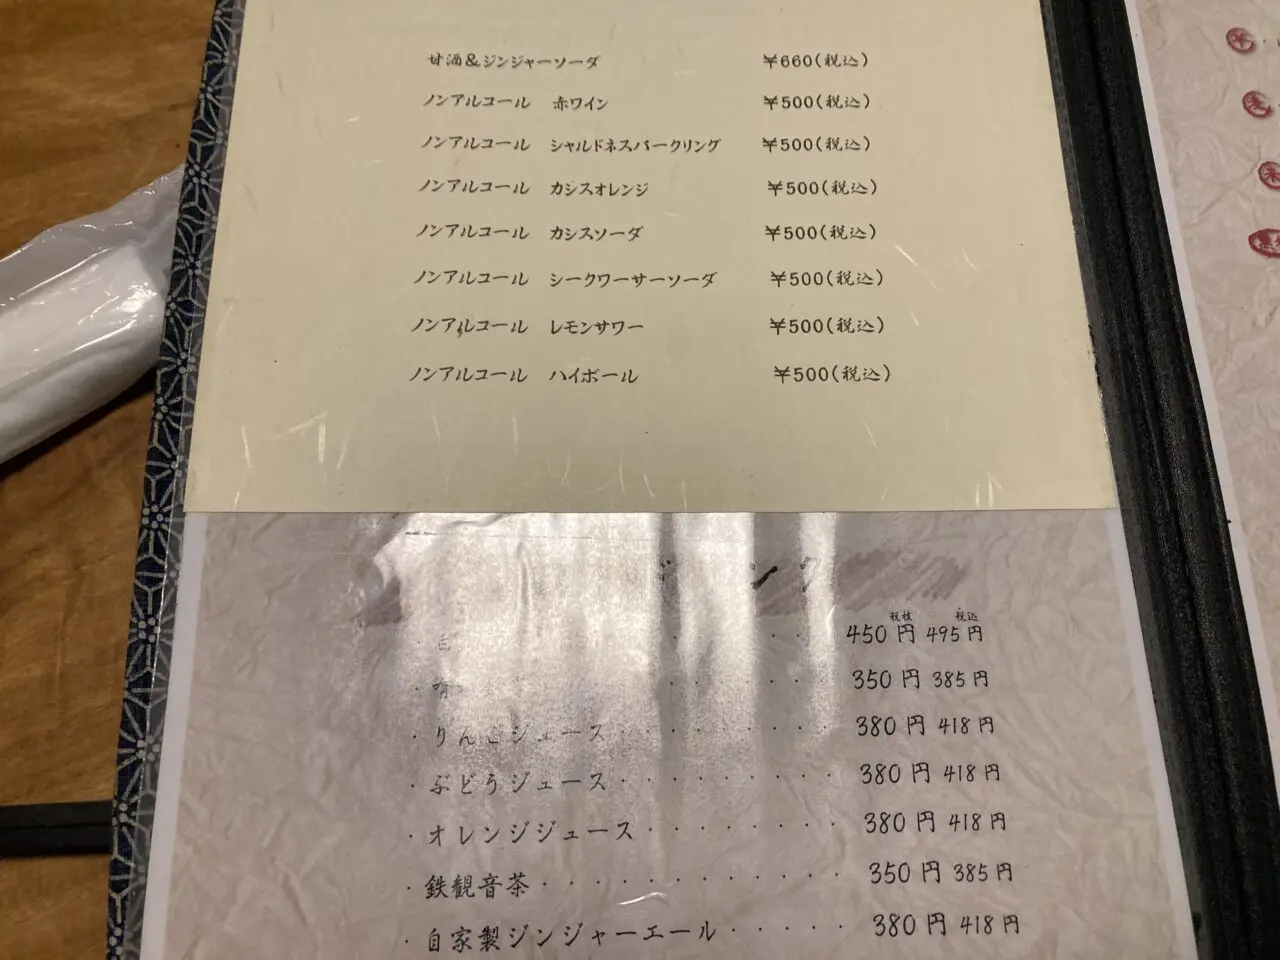 甘酒&ジンジャーソーダ ¥660(税込)
ノンアルコール 赤ワイン ¥500(税込)
ノンアルコール シャルドネスパークリング ¥500(税込)
ノンアルコール カシスオレンジ ¥500(税込)
ノンアルコール カシスソーダ ¥500(税込)
ノンアルコール シークワーサーソーダ ¥500(税込)
ノンアルコール レモンサワー ¥500(税込)
ノンアルコール ハイボール ¥500(税込)
税抜 税込
450円 495円
350円 385円
・りんごジュース・・・・・・・・・ 380円 418円
・ぶどうジュース・・・・・・・・・ 380円 418円
・オレンジジュース・・・・・・・・ 380円 418円
・鉄観音茶・・・・・・・・・・・・ 350円 385円
・自家製ジンジャーエール・・・・・ 380円 418円